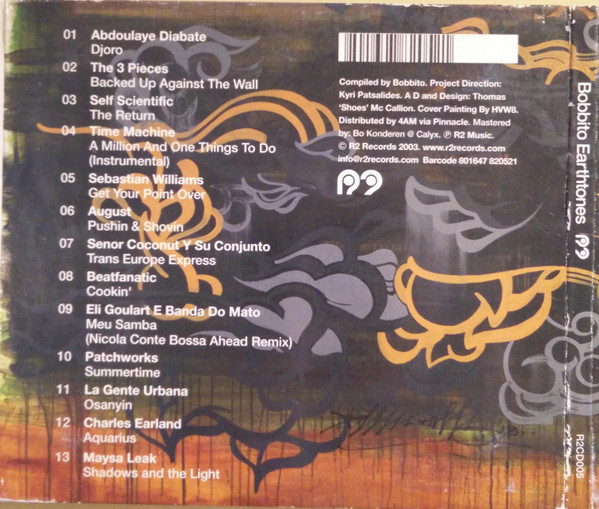 01 Abdoulaye Diabate
Djoro
02 The 3 Pieces
Backed Up Against The Wall
03 Self Scientific
The Return
04 Time Machine
A Million And One Things To Do
(Instrumental)
05 Sebastian Williams
Get Your Point Over
06 August
Pushin & Shovin
07 Senor Coconut Y Su Conjunto
Trans Europe Express
08 Beatfanatic
Cookin'
09 Eli Goulart E Banda Do Mato
Meu Samba
(Nicola Conte Bossa Ahead Remix)
10 Patchworks
Summertime
11 La Gente Urbana
Osanyin
12 Charles Earland
Aquarius
13 Maysa Leak
Shadows and the Light
Compiled by Bobbito. Project Direction:
Kyri Patsalides. A D and Design: Thomas
'Shoes' Mc Callion. Cover Painting By HVW8.
Distributed by 4AM via Pinnacle. Mastered
by: Bo Konderen @ Calyx. ℗ R2 Music.
© R2 Records 2003. www.r2records.com
info@r2records.com Barcode 801647 820521
R2
Bobbito Earthtones R2
R2CD005